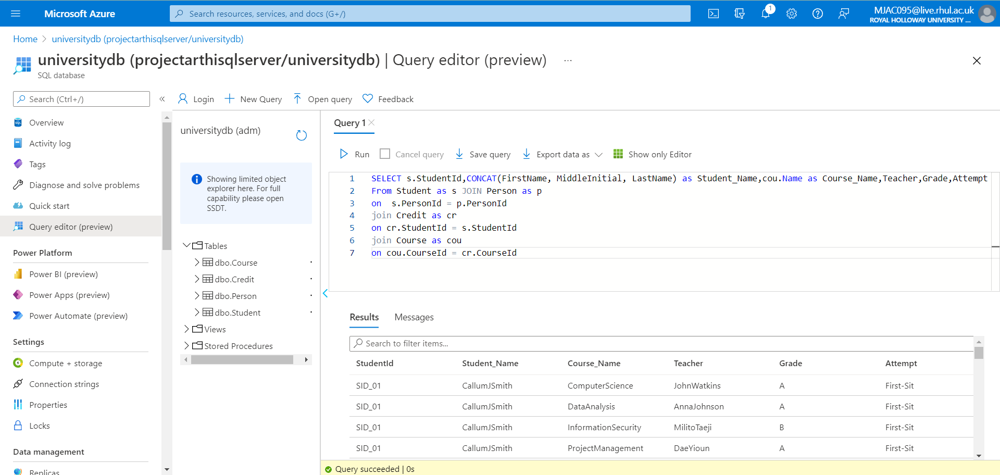 Microsoft Azure
Search resources, services, and docs (G+/)
1
MJAC095@live.rhul.ac.uk
ROYAL HOLLOWAY UNIVERSITY ...
Home > universitydb (projectarthisqlserver/universitydb)
universitydb (projectarthisqlserver/universitydb) | Query editor (preview) ...
SQL database
Search (Ctrl+/)
«
Login
New Query
Open query
Feedback
SQL
Overview
Activity log
Tags
Diagnose and solve problems
Quick start
Query editor (preview)
Power Platform
Power BI (preview)
Power Apps (preview)
Power Automate (preview)
Settings
Compute + storage
Connection strings
Properties
Locks
Data management
Replicas
universitydb (adm)
Showing limited object
explorer here. For full
capability please open
SSDT.
Tables
dbo.Course
dbo.Credit
dbo.Person
dbo.Student
Views
Stored Procedures
Query 1
Run
Cancel query
Save query
Export data as
Show only Editor
1 SELECT s.StudentId,CONCAT(FirstName, MiddleInitial, LastName) as Student_Name,cou.Name as Course_Name,Teacher,Grade,Attempt
2 From Student as s JOIN Person as p
3 on  s.PersonId = p.PersonId
4 join Credit as cr
5 on cr.StudentId = s.StudentId
6 join Course as cou
7 on cou.CourseId = cr.CourseId
Results Messages
Search to filter items...
StudentId Student_Name Course_Name Teacher Grade Attempt
SID_01 CallumJSmith ComputerScience JohnWatkins A First-Sit
SID_01 CallumJSmith DataAnalysis AnnaJohnson A First-Sit
SID_01 CallumJSmith InformationSecurity MilitoTaeji B First-Sit
SID_01 CallumJSmith ProjectManagement DaeYioun A First-Sit
Query succeeded | 0s